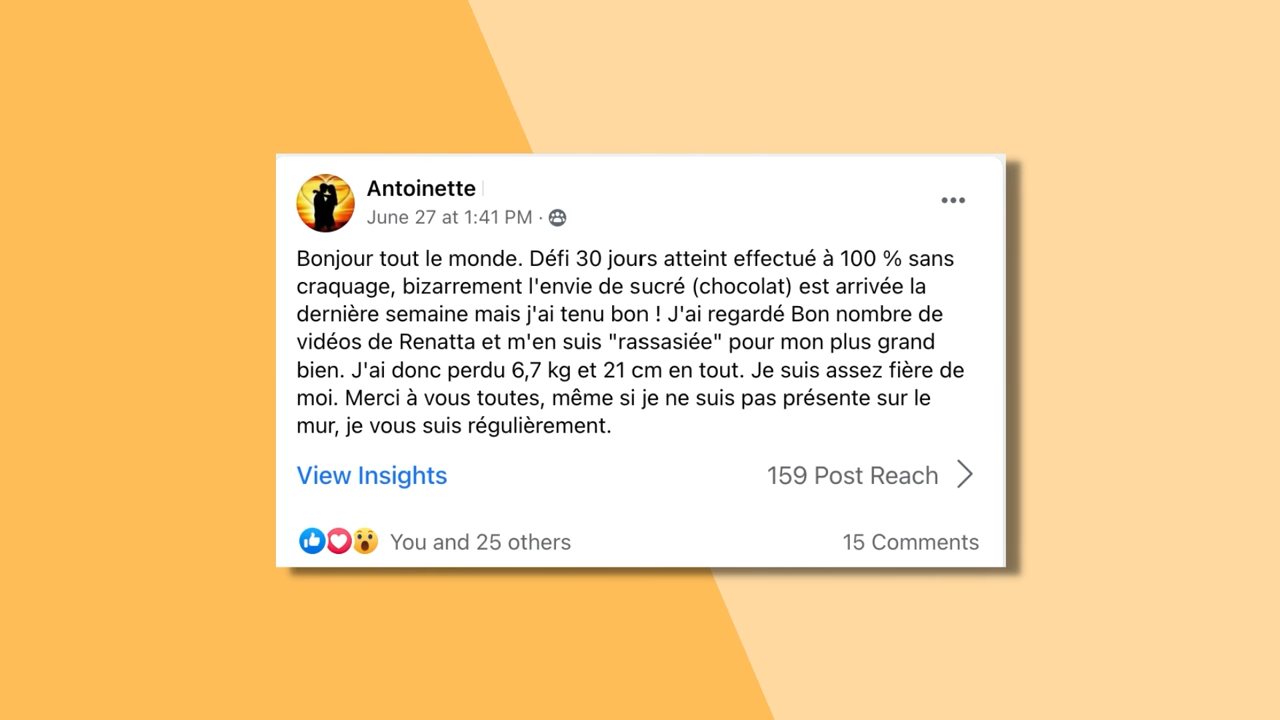 Antoinette
June 27 at 1:41 PM ·
Bonjour tout le monde. Défi 30 jours atteint effectué à 100 % sans
craquage, bizarrement l'envie de sucré (chocolat) est arrivée la
dernière semaine mais j'ai tenu bon ! J'ai regardé Bon nombre de
vidéos de Renatta et m'en suis "rassasiée" pour mon plus grand
bien. J'ai donc perdu 6,7 kg et 21 cm en tout. Je suis assez fière de
moi. Merci à vous toutes, même si je ne suis pas présente sur le
mur, je vous suis régulièrement.
View Insights
159 Post Reach
You and 25 others
15 Comments